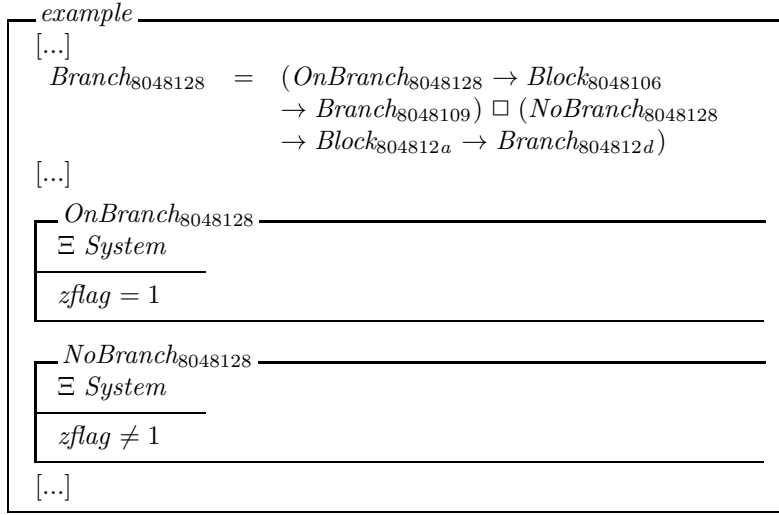 example
[...]
Branch₈₀₄₈₁₂₈ = (OnBranch₈₀₄₈₁₂₈ → Block₈₀₄₈₁₀₆
→ Branch₈₀₄₈₁₀₉) □ (NoBranch₈₀₄₈₁₂₈
→ Block₈₀₄₈₁₂ₐ → Branch₈₀₄₈₁₂d)
[...]
OnBranch₈₀₄₈₁₂₈
Ξ System
zflag = 1
NoBranch₈₀₄₈₁₂₈
Ξ System
zflag ≠ 1
[...]